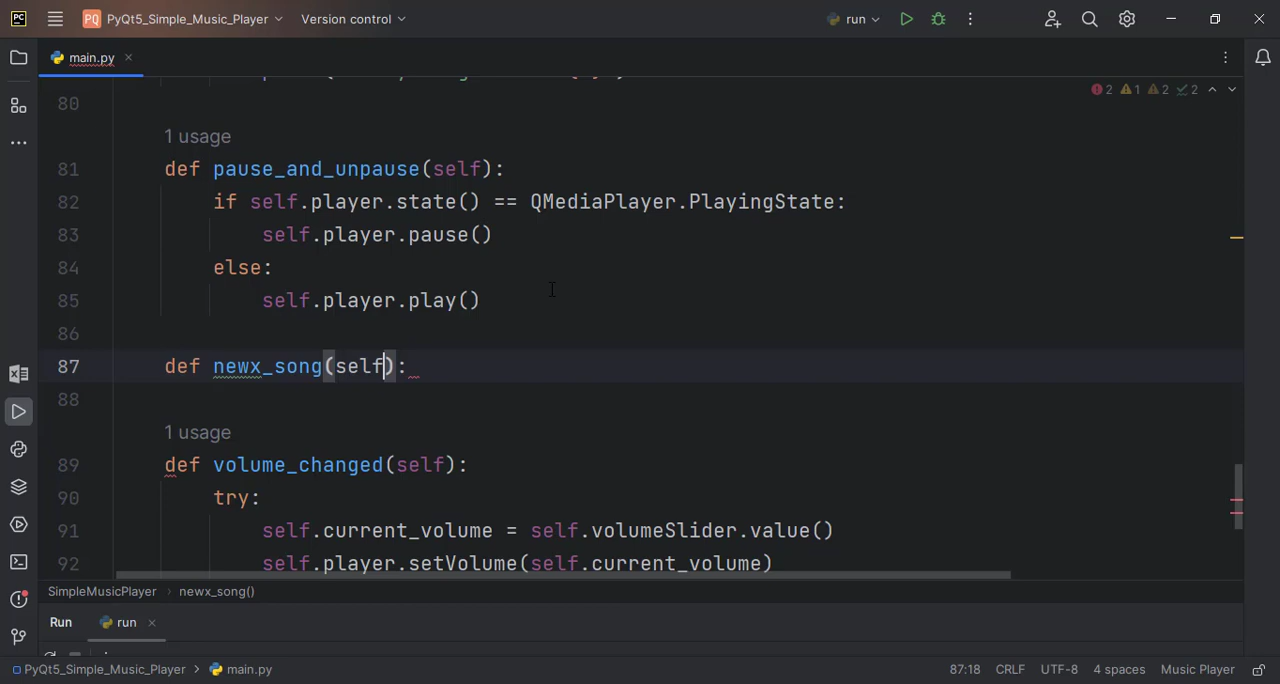 PC PQ PyQt5_Simple_Music_Player Version control run
main.py
2 1 2 2
80
1 usage
81 def pause_and_unpause(self):
82 if self.player.state() == QMediaPlayer.PlayingState:
83 self.player.pause()
84 else:
85 self.player.play()
86
87 def newx_song(self):
88
1 usage
89 def volume_changed(self):
90 try:
91 self.current_volume = self.volumeSlider.value()
92 self.player.setVolume(self.current_volume)
SimpleMusicPlayer › newx_song()
Run run
PyQt5_Simple_Music_Player › main.py 87:18 CRLF UTF-8 4 spaces Music Player